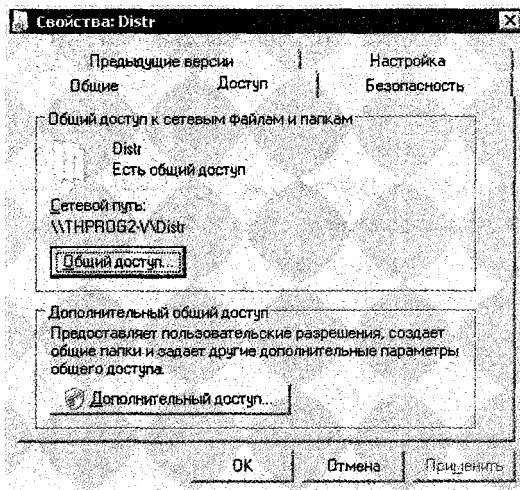 Свойства: Distr
Предыдущие версии
Настройка
Общие
Доступ
Безопасность
Общий доступ к сетевым файлам и папкам
Distr
Есть общий доступ
Сетевой путь:
\\THPROG2-V\Distr
Общий доступ...
Дополнительный общий доступ
Предоставляет пользовательские разрешения, создает
общие папки и задает другие дополнительные параметры
общего доступа.
Дополнительный доступ...
OK
Отмена
Применить